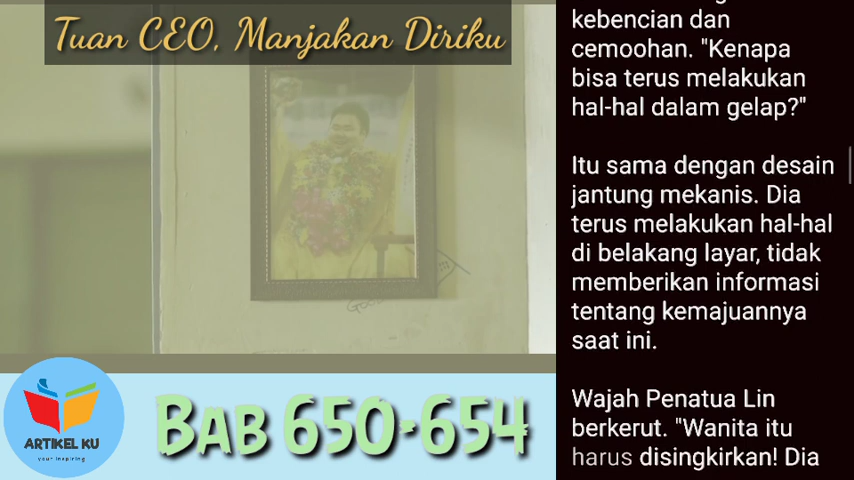 Tuan CEO, Manjakan Diriku
kebencian dan
cemoohan. "Kenapa
bisa terus melakukan
hal-hal dalam gelap?"
Itu sama dengan desain
jantung mekanis. Dia
terus melakukan hal-hal
di belakang layar, tidak
memberikan informasi
tentang kemajuannya
saat ini.
Wajah Penatua Lin
berkerut. "Wanita itu
harus disingkirkan! Dia
ARTIKEL KU
your inspiring
BAB 650-654